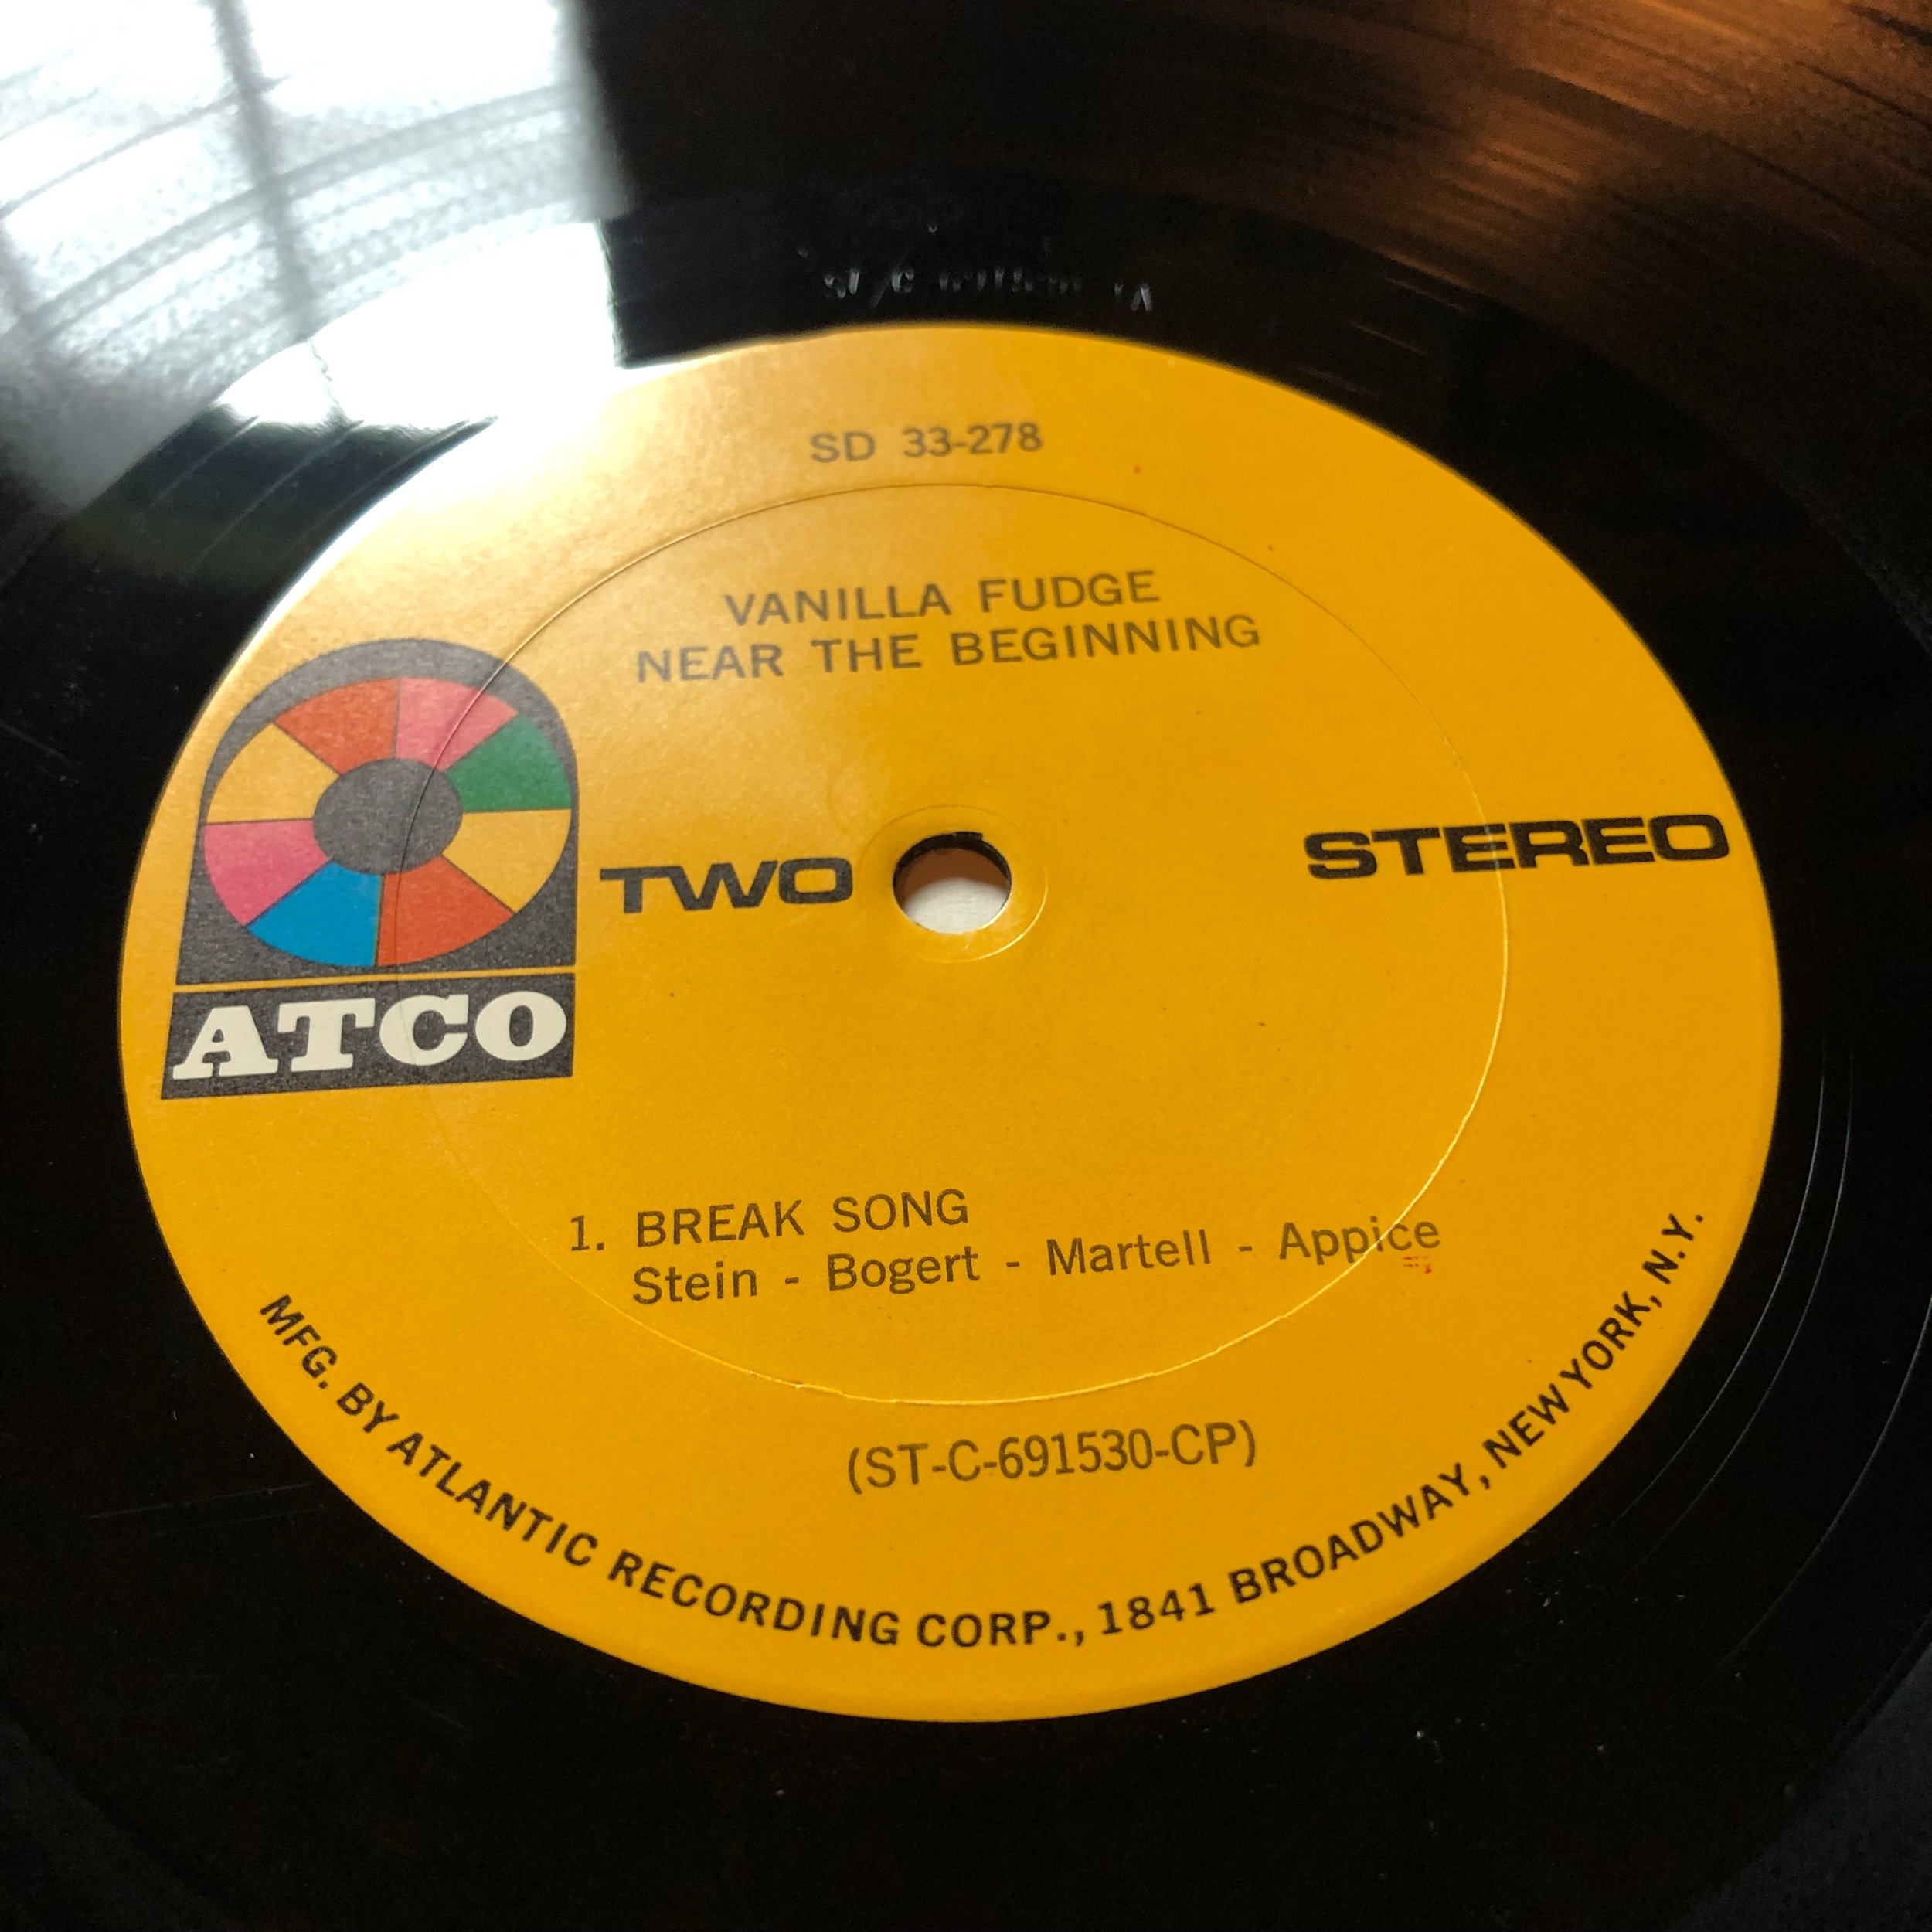 SD 33-278
VANILLA FUDGE
NEAR THE BEGINNING
ATCO
TWO
STEREO
1. BREAK SONG
Stein - Bogert - Martell - Appice
(ST-C-691530-CP)
MFG. BY ATLANTIC RECORDING CORP., 1841 BROADWAY, NEW YORK, N.Y.